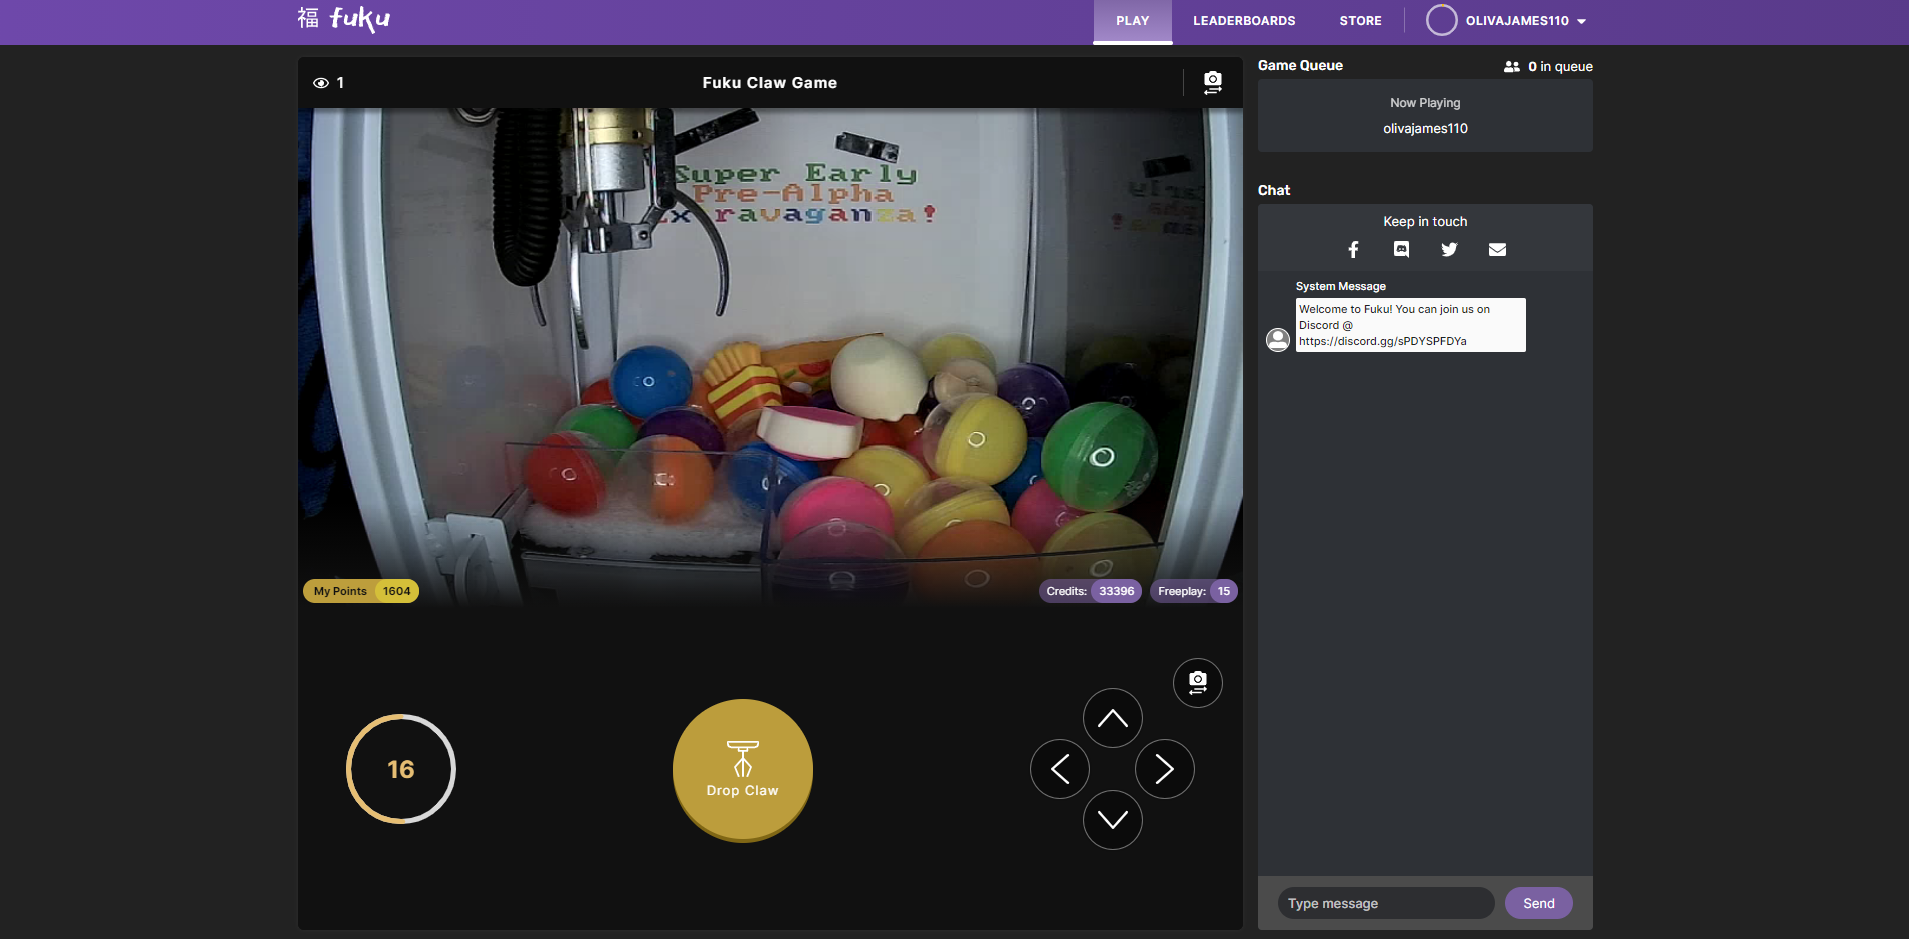 福 fuku
PLAY
LEADERBOARDS
STORE
OLIVAJAMES110
1
Fuku Claw Game
Super Early
Pre-Alpha
Extravaganza!
My Points 1604
Credits: 33396
Freeplay: 15
16
Drop Claw
Game Queue
0 in queue
Now Playing
olivajames110
Chat
Keep in touch
System Message
Welcome to Fuku! You can join us on
Discord @
https://discord.gg/sPDYSPFDYa
Type message
Send